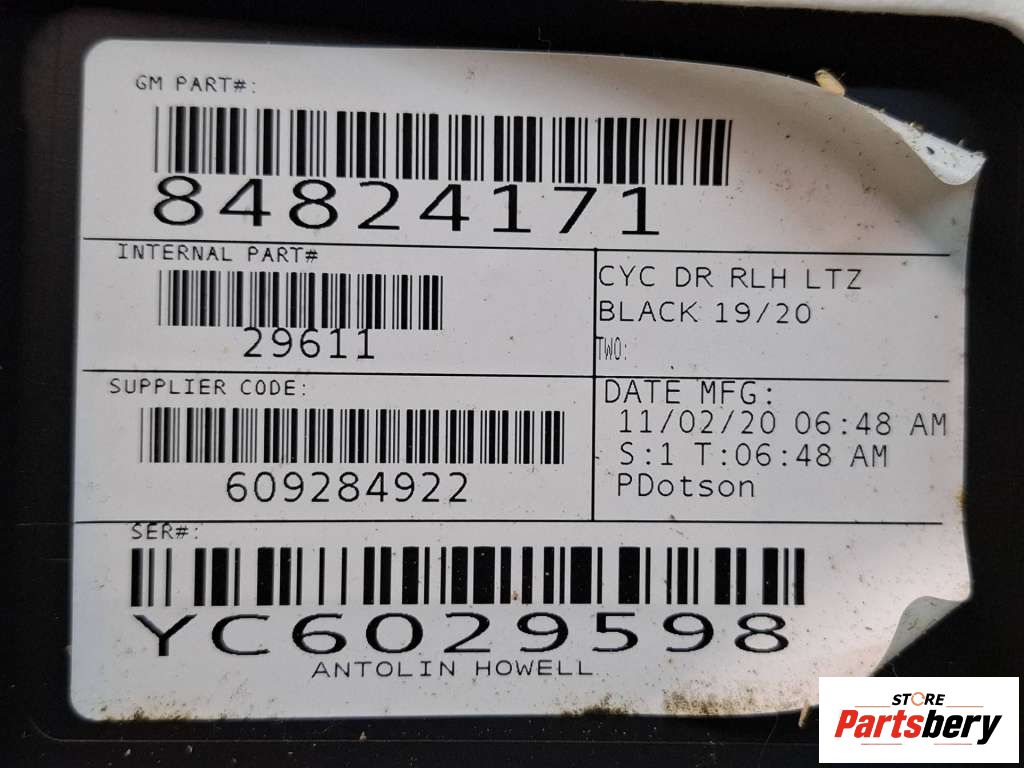 GM PART#:
84824171
INTERNAL PART#
29611
CYC DR RLH LTZ
BLACK 19/20
TWO:
SUPPLIER CODE:
609284922
DATE MFG:
11/02/20 06:48 AM
S:1 T:06:48 AM
PDotson
SER#:
YC6029598
ANTOLIN HOWELL
STORE
Partsbery